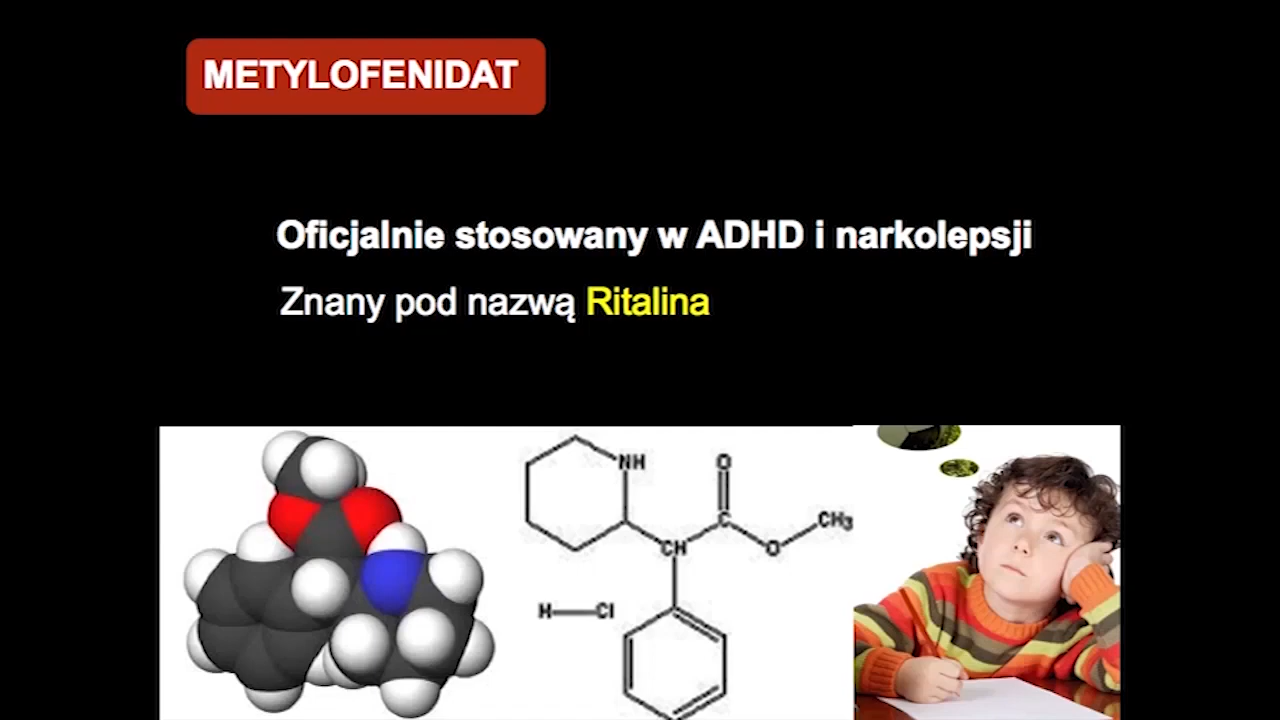 METYLOFENIDAT
Oficjalnie stosowany w ADHD i narkolepsji
Znany pod nazwą Ritalina
NH
O
C
CH3
CH
O
H
Cl